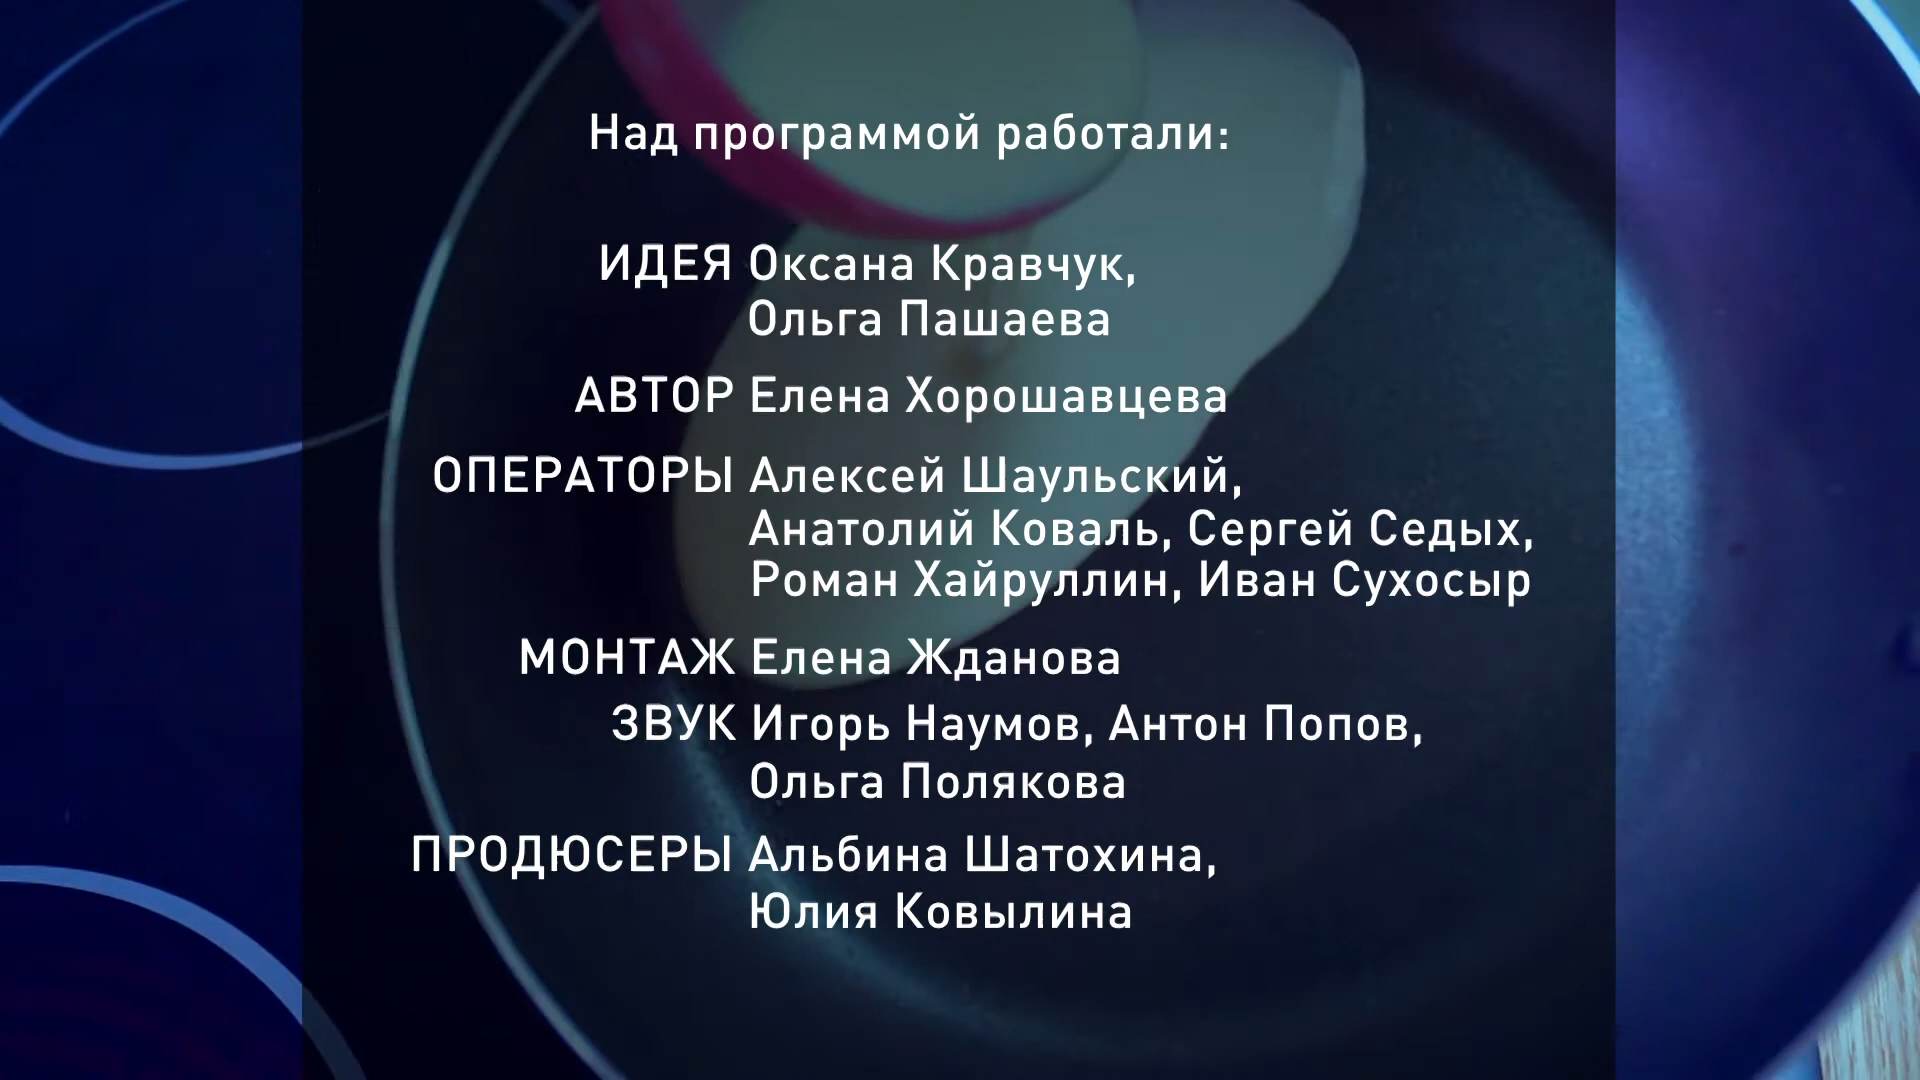 Над программой работали:
ИДЕЯ Оксана Кравчук,
Ольга Пашаева
АВТОР Елена Хорошавцева
ОПЕРАТОРЫ Алексей Шаульский,
Анатолий Коваль, Сергей Седых,
Роман Хайруллин, Иван Сухосыр
МОНТАЖ Елена Жданова
ЗВУК Игорь Наумов, Антон Попов,
Ольга Полякова
ПРОДЮСЕРЫ Альбина Шатохина,
Юлия Ковылина